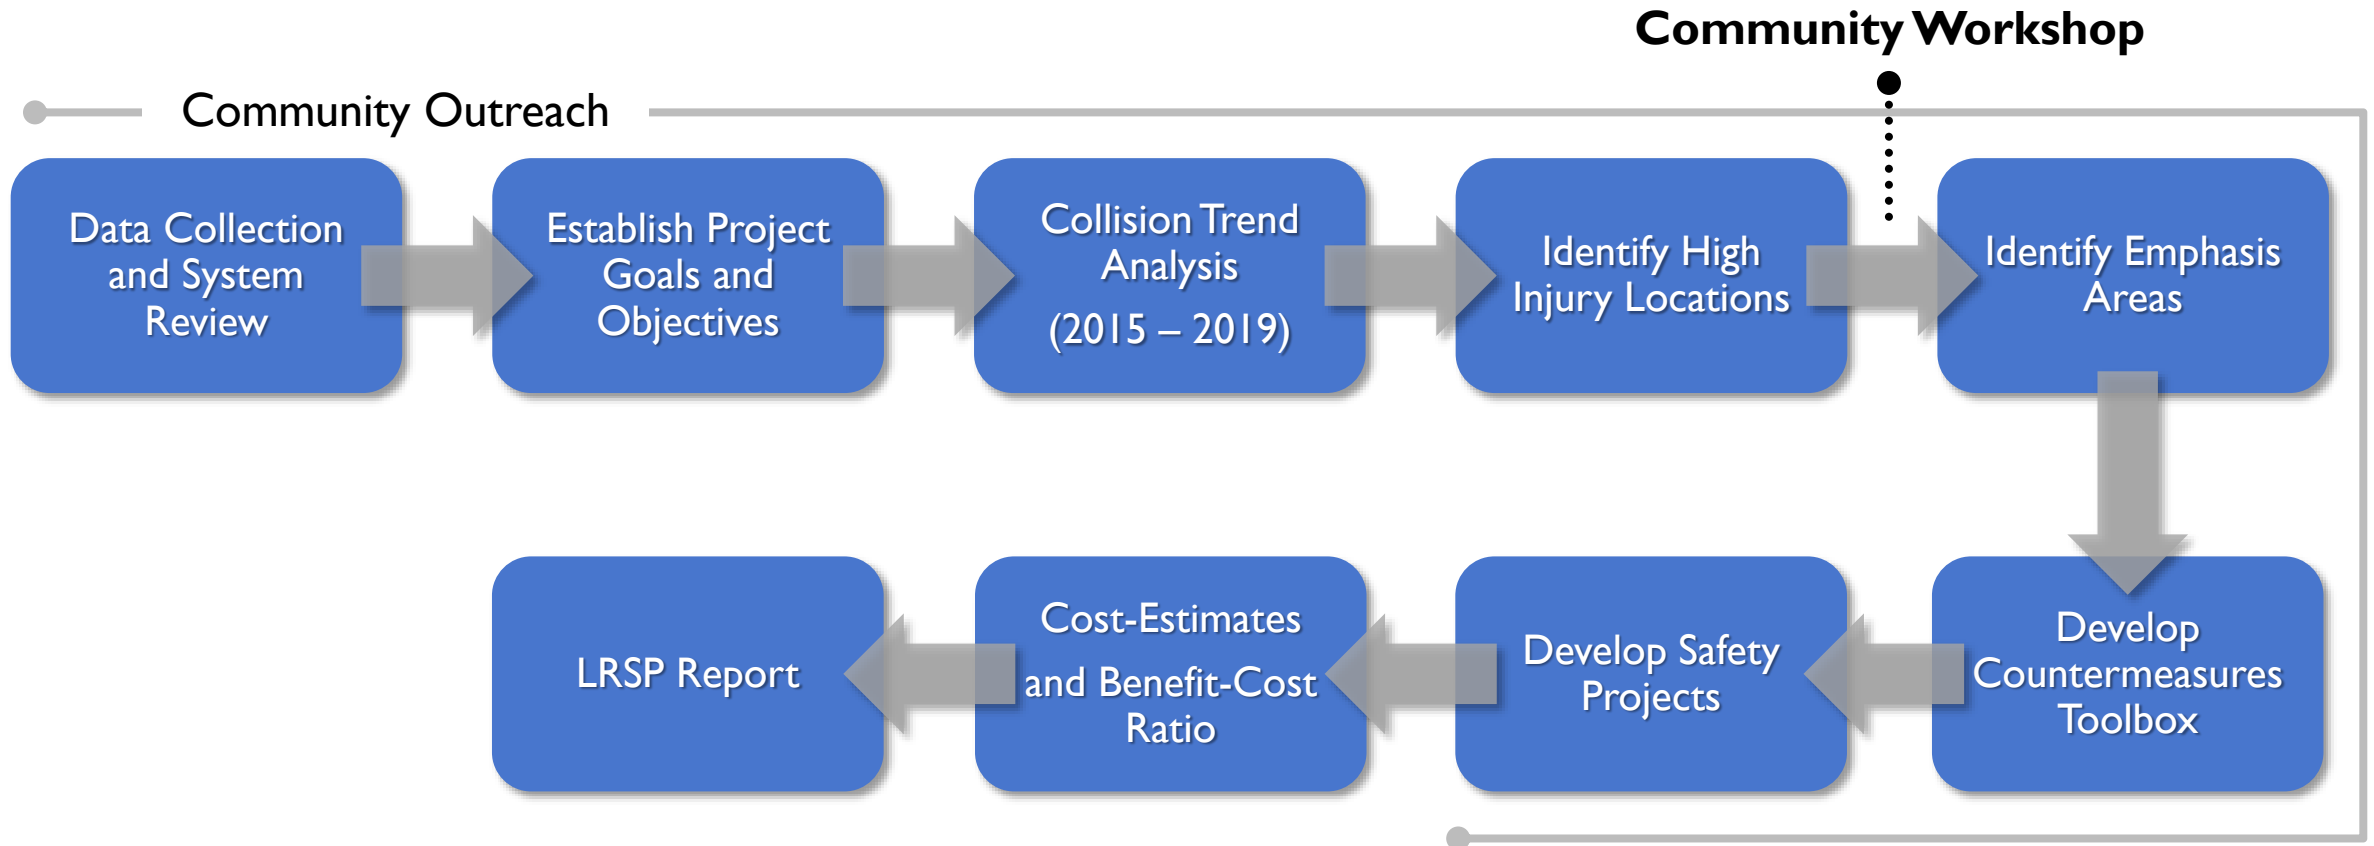 Community Workshop
Community Outreach
Data Collection
and System
Review
Establish Project
Goals and
Objectives
Collision Trend
Analysis
(2015 – 2019)
Identify High
Injury Locations
Identify Emphasis
Areas
Develop
Countermeasures
Toolbox
Develop Safety
Projects
Cost-Estimates
and Benefit-Cost
Ratio
LRSP Report